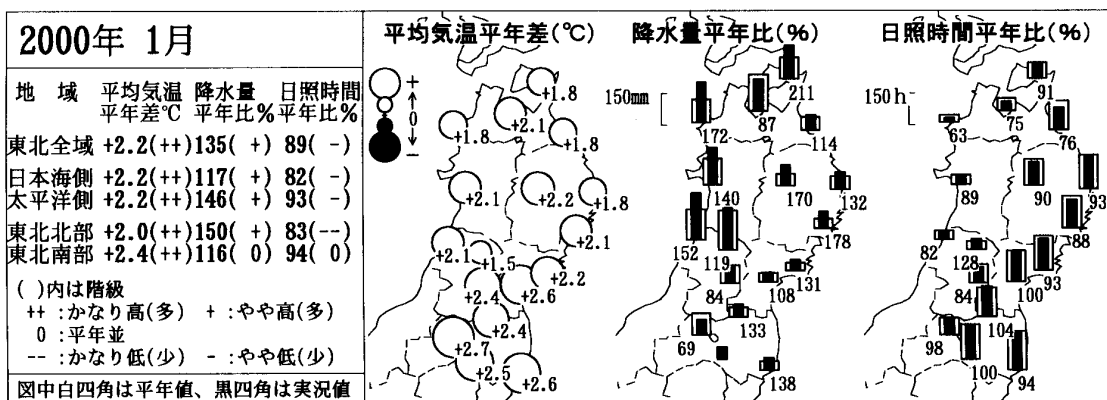 2000年 1月
地 域 平均気温 降水量 日照時間
平年差℃ 平年比% 平年比%
東北全域 +2.2(++) 135( +) 89( -)
日本海側 +2.2(++) 117( +) 82( -)
太平洋側 +2.2(++) 146( +) 93( -)
東北北部 +2.0(++) 150( +) 83(--)
東北南部 +2.4(++) 116( 0) 94( 0)
( )内は階級
++ :かなり高(多) + :やや高(多)
0 :平年並
-- :かなり低(少) - :やや低(少)
図中白四角は平年値、黒四角は実況値
平均気温平年差(℃)
+
0
-
+1.8
+2.1
+1.8
+1.8
+2.1
+2.2
+1.8
+2.1
+2.1
+1.5
+2.2
+2.4
+2.6
+2.4
+2.7
+2.5
+2.6
降水量平年比(%)
150mm
211
172
87
114
140
170
132
178
152
119
131
84
108
133
69
138
日照時間平年比(%)
150h
91
63
75
76
89
90
93
88
82
128
93
84
100
104
98
100
94